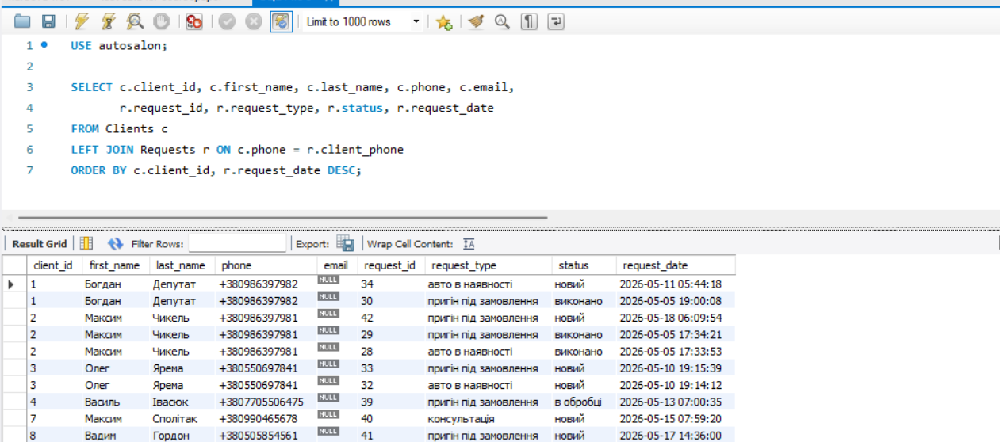 Limit to 1000 rows
1 USE autosalon;
2
3 SELECT c.client_id, c.first_name, c.last_name, c.phone, c.email,
4 r.request_id, r.request_type, r.status, r.request_date
5 FROM Clients c
6 LEFT JOIN Requests r ON c.phone = r.client_phone
7 ORDER BY c.client_id, r.request_date DESC;
Result Grid Filter Rows: Export: Wrap Cell Content:
client_id first_name last_name phone email request_id request_type status request_date
1 Богдан Депутат +380986397982 NULL 34 авто в наявності новий 2026-05-11 05:44:18
1 Богдан Депутат +380986397982 NULL 30 пригін під замовлення виконано 2026-05-05 19:00:08
2 Максим Чикель +380986397981 NULL 42 пригін під замовлення новий 2026-05-18 06:09:54
2 Максим Чикель +380986397981 NULL 29 пригін під замовлення виконано 2026-05-05 17:34:21
2 Максим Чикель +380986397981 NULL 28 авто в наявності виконано 2026-05-05 17:33:53
3 Олег Ярема +380550697841 NULL 33 пригін під замовлення новий 2026-05-10 19:15:39
3 Олег Ярема +380550697841 NULL 32 авто в наявності новий 2026-05-10 19:14:12
4 Василь Івасюк +3807705506475 NULL 39 пригін під замовлення в обробці 2026-05-13 07:00:35
7 Максим Сполітак +380990465678 NULL 40 консультація новий 2026-05-15 07:59:20
8 Вадим Гордон +380505854561 NULL 41 пригін під замовлення новий 2026-05-17 14:36:00